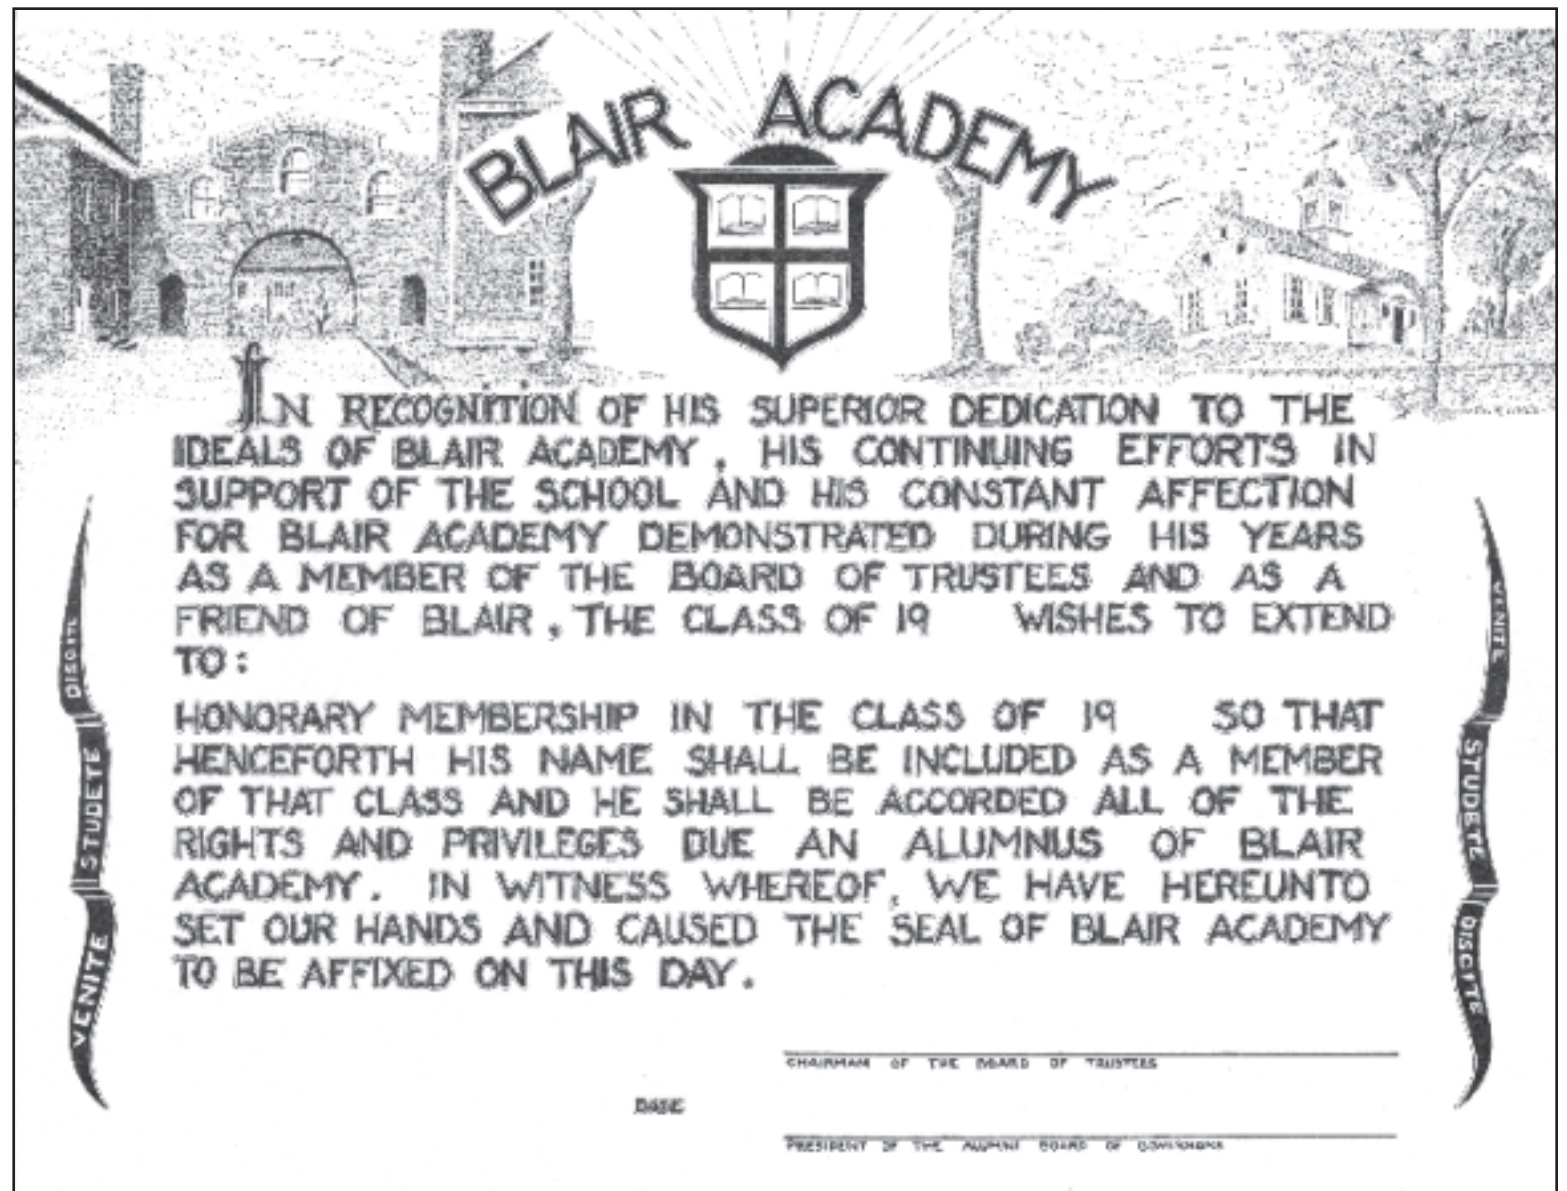 BLAIR ACADEMY
IN RECOGNITION OF HIS SUPERIOR DEDICATION TO THE
IDEALS OF BLAIR ACADEMY, HIS CONTINUING EFFORTS IN
SUPPORT OF THE SCHOOL AND HIS CONSTANT AFFECTION
FOR BLAIR ACADEMY DEMONSTRATED DURING HIS YEARS
AS A MEMBER OF THE BOARD OF TRUSTEES AND AS A
FRIEND OF BLAIR, THE CLASS OF 19 WISHES TO EXTEND
TO:
HONORARY MEMBERSHIP IN THE CLASS OF 19 SO THAT
HENCEFORTH HIS NAME SHALL BE INCLUDED AS A MEMBER
OF THAT CLASS AND HE SHALL BE ACCORDED ALL OF THE
RIGHTS AND PRIVILEGES DUE AN ALUMNUS OF BLAIR
ACADEMY. IN WITNESS WHEREOF, WE HAVE HEREUNTO
SET OUR HANDS AND CAUSED THE SEAL OF BLAIR ACADEMY
TO BE AFFIXED ON THIS DAY.
VENITE STUDETE DISCITE
VENITE STUDETE DISCITE
CHAIRMAN OF THE BOARD OF TRUSTEES
DATE
PRESIDENT OF THE ALUMNI BOARD OF GOVERNORS